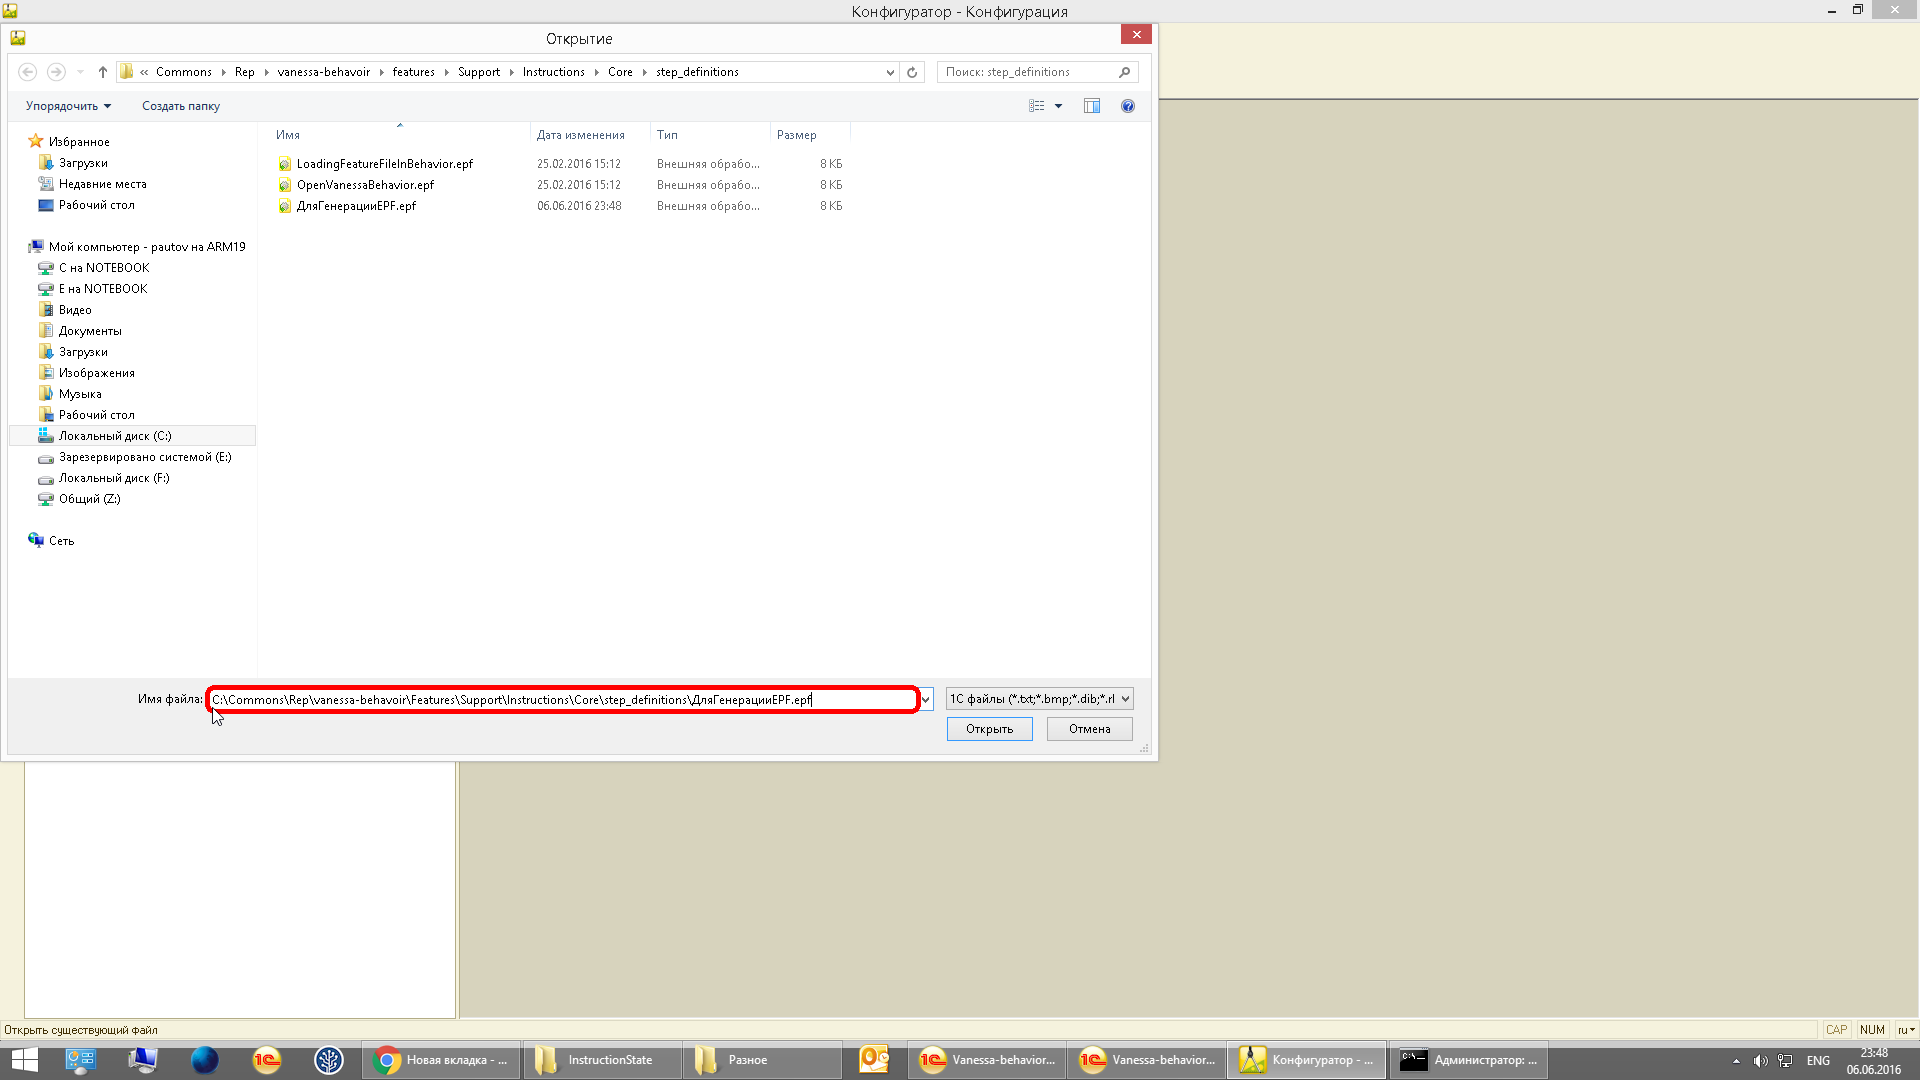 Конфигуратор - Конфигурация
Открытие
« Commons Rep vanessa-behavoir features Support Instructions Core step_definitions
Поиск: step_definitions
Упорядочить Создать папку
Имя Дата изменения Тип Размер
Избранное
Загрузки
Недавние места
Рабочий стол
Мой компьютер - pautov на ARM19
C на NOTEBOOK
E на NOTEBOOK
Видео
Документы
Загрузки
Изображения
Музыка
Рабочий стол
Локальный диск (C:)
Зарезервировано системой (E:)
Локальный диск (F:)
Общий (Z:)
Сеть
LoadingFeatureFileInBehavior.epf 25.02.2016 15:12 Внешняя обрабо... 8 КБ
OpenVanessaBehavior.epf 25.02.2016 15:12 Внешняя обрабо... 8 КБ
ДляГенерацииEPF.epf 06.06.2016 23:48 Внешняя обрабо... 8 КБ
Имя файла: C:\Commons\Rep\vanessa-behavoir\Features\Support\Instructions\Core\step_definitions\ДляГенерацииEPF.epf
1С файлы (*.txt;*.bmp;*.dib;*.rl
Открыть Отмена
Открыть существующий файл
CAP NUM ru
Новая вкладка - ...
InstructionState
Разное
Vanessa-behavior...
Vanessa-behavior...
Конфигуратор - ...
Администратор: ...
ENG
23:48
06.06.2016